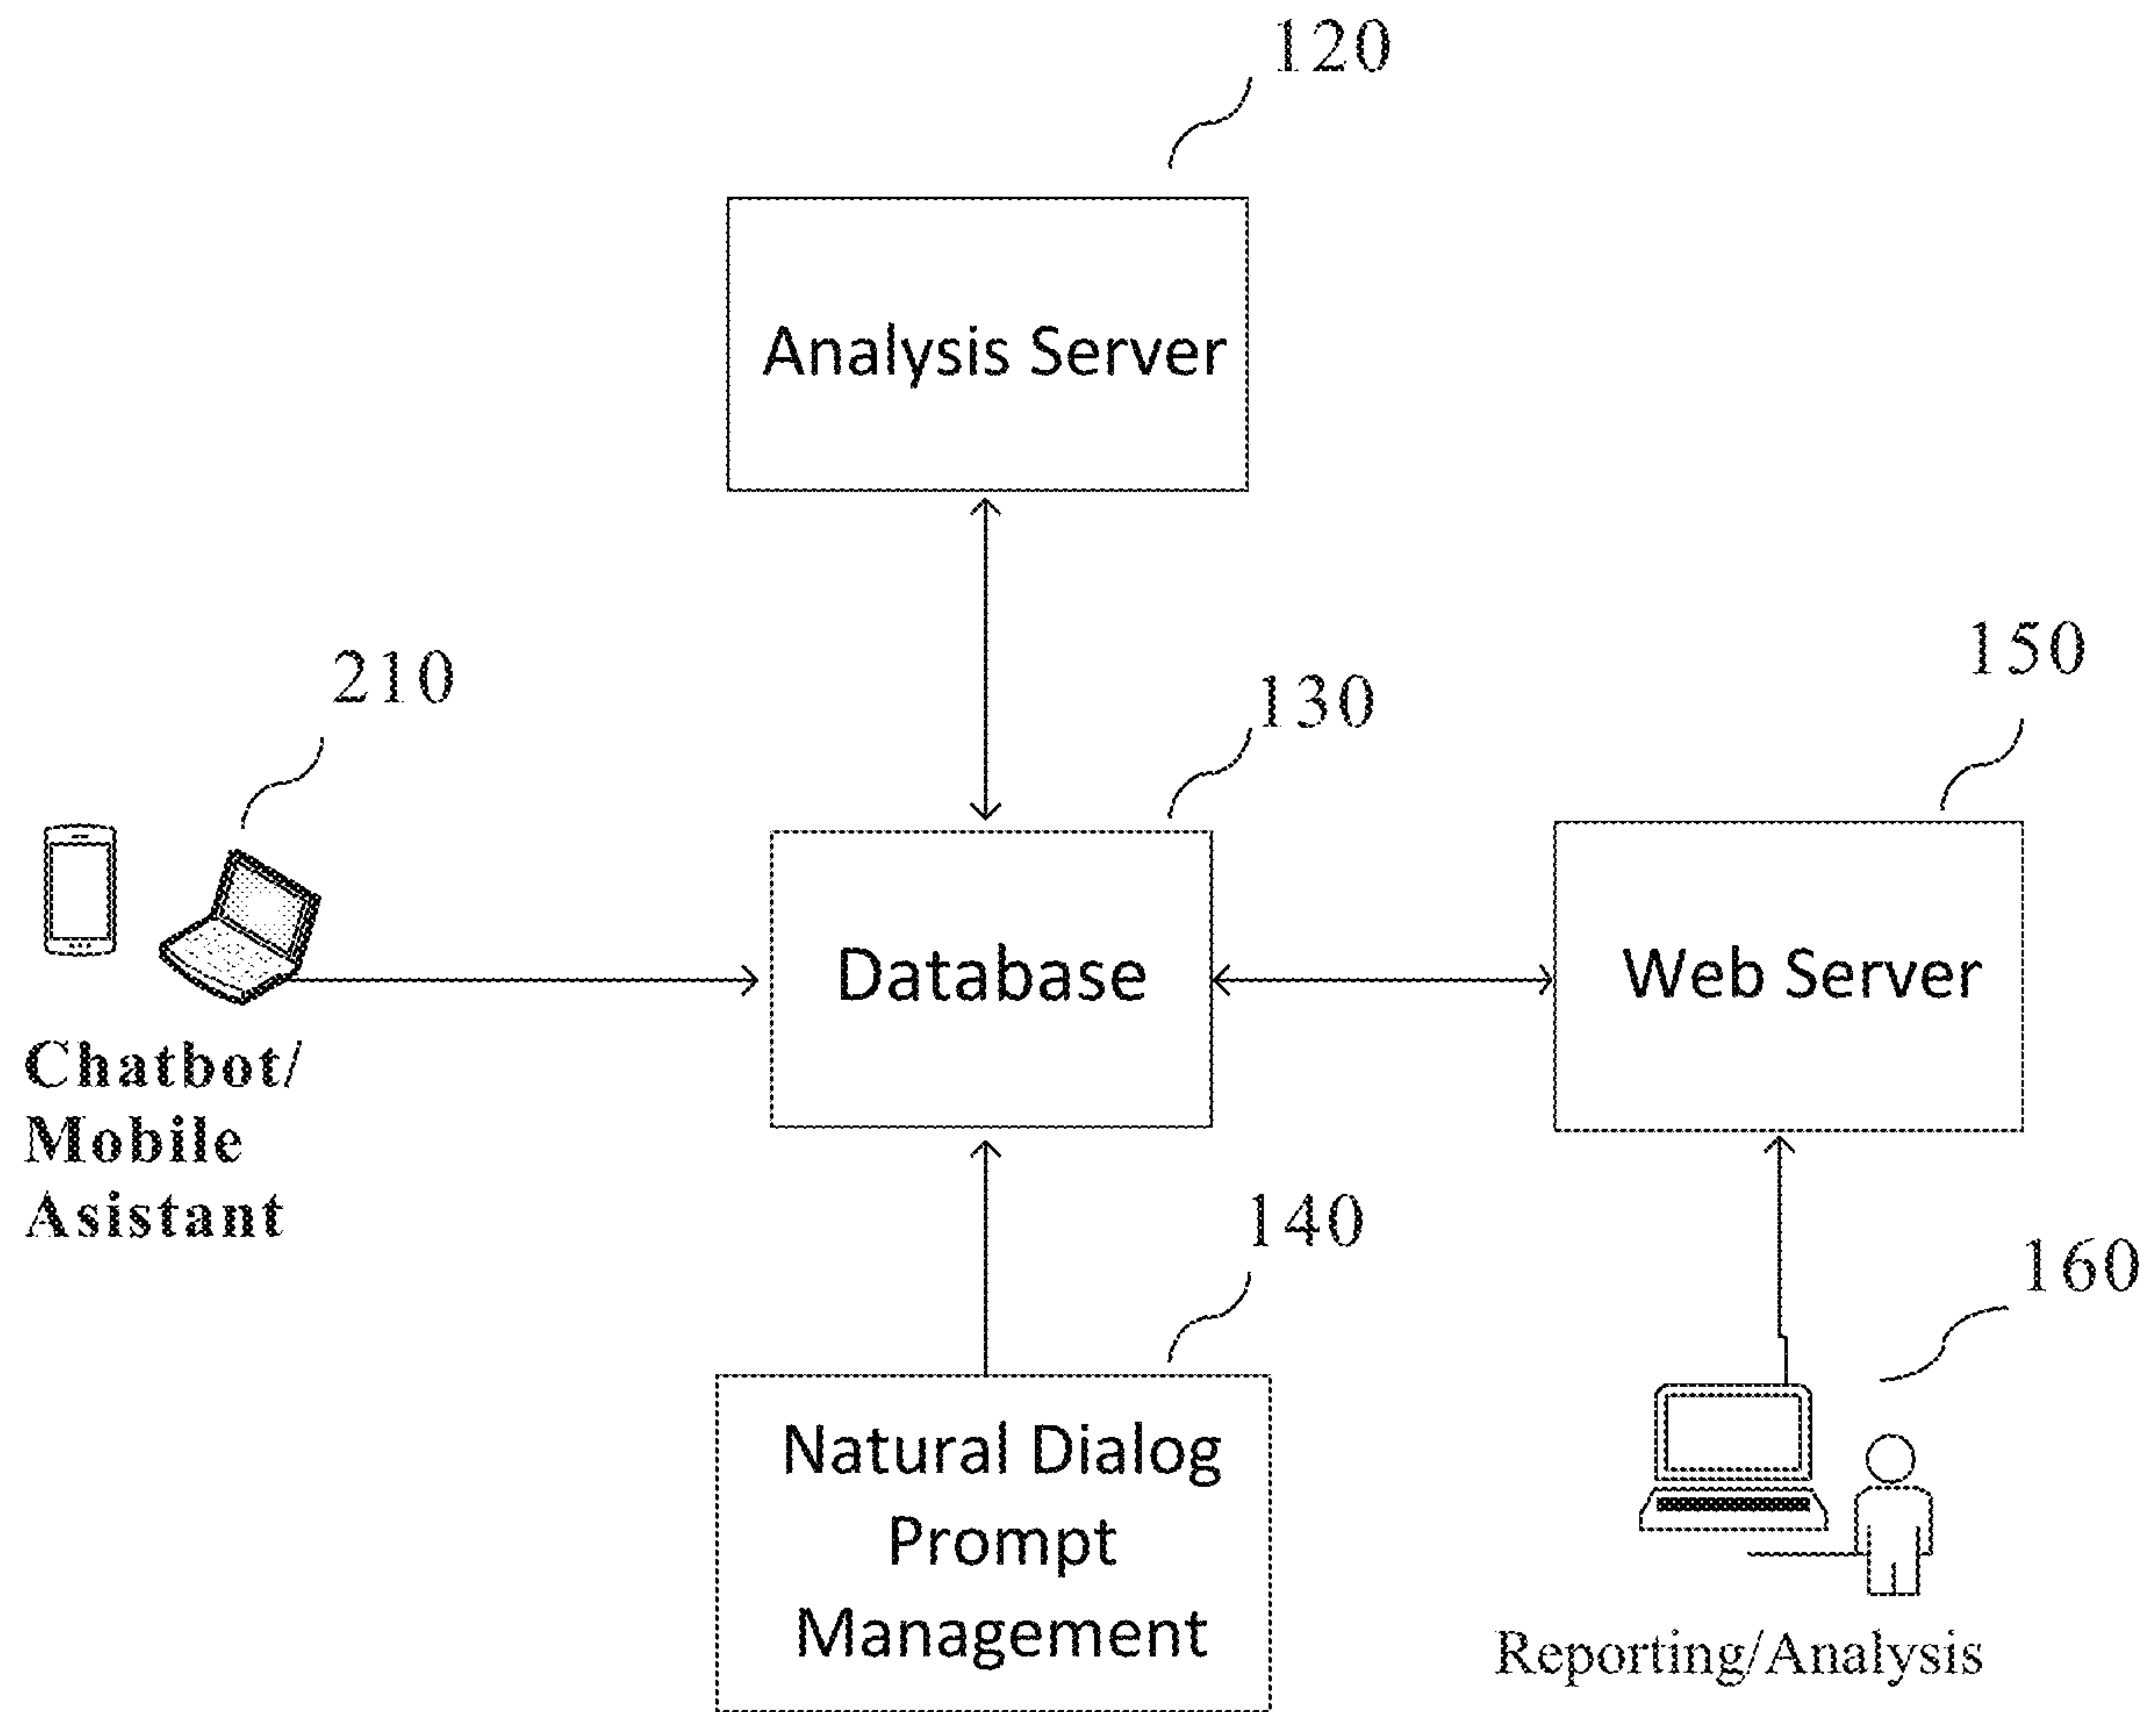 120
Analysis Server
210
130
150
Database
Web Server
Chatbot/
Mobile
Asistant
140
160
Natural Dialog
Prompt
Management
Reporting/Analysis